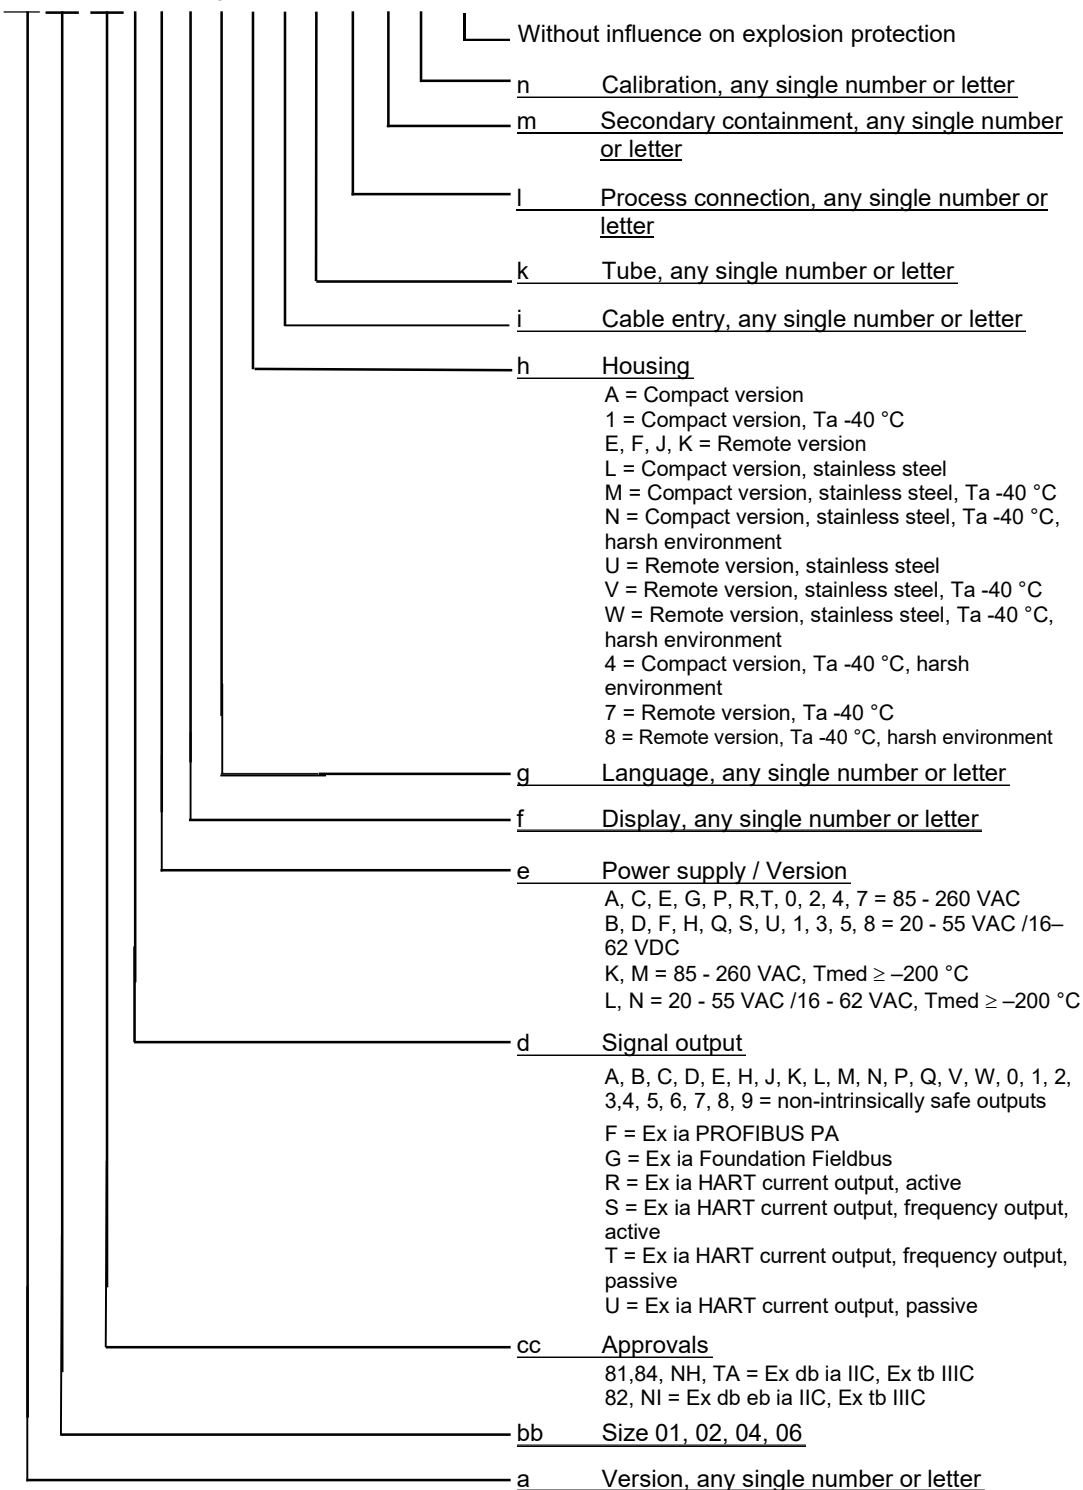 Without influence on explosion protection
n Calibration, any single number or letter
m Secondary containment, any single number
or letter
l Process connection, any single number or
letter
k Tube, any single number or letter
i Cable entry, any single number or letter
h Housing
A = Compact version
1 = Compact version, Ta -40 °C
E, F, J, K = Remote version
L = Compact version, stainless steel
M = Compact version, stainless steel, Ta -40 °C
N = Compact version, stainless steel, Ta -40 °C,
harsh environment
U = Remote version, stainless steel
V = Remote version, stainless steel, Ta -40 °C
W = Remote version, stainless steel, Ta -40 °C,
harsh environment
4 = Compact version, Ta -40 °C, harsh
environment
7 = Remote version, Ta -40 °C
8 = Remote version, Ta -40 °C, harsh environment
g Language, any single number or letter
f Display, any single number or letter
e Power supply / Version
A, C, E, G, P, R,T, 0, 2, 4, 7 = 85 - 260 VAC
B, D, F, H, Q, S, U, 1, 3, 5, 8 = 20 - 55 VAC /16–
62 VDC
K, M = 85 - 260 VAC, Tmed ≥ –200 °C
L, N = 20 - 55 VAC /16 - 62 VAC, Tmed ≥ –200 °C
d Signal output
A, B, C, D, E, H, J, K, L, M, N, P, Q, V, W, 0, 1, 2,
3,4, 5, 6, 7, 8, 9 = non-intrinsically safe outputs
F = Ex ia PROFIBUS PA
G = Ex ia Foundation Fieldbus
R = Ex ia HART current output, active
S = Ex ia HART current output, frequency output,
active
T = Ex ia HART current output, frequency output,
passive
U = Ex ia HART current output, passive
cc Approvals
81,84, NH, TA = Ex db ia IIC, Ex tb IIIC
82, NI = Ex db eb ia IIC, Ex tb IIIC
bb Size 01, 02, 04, 06
a Version, any single number or letter